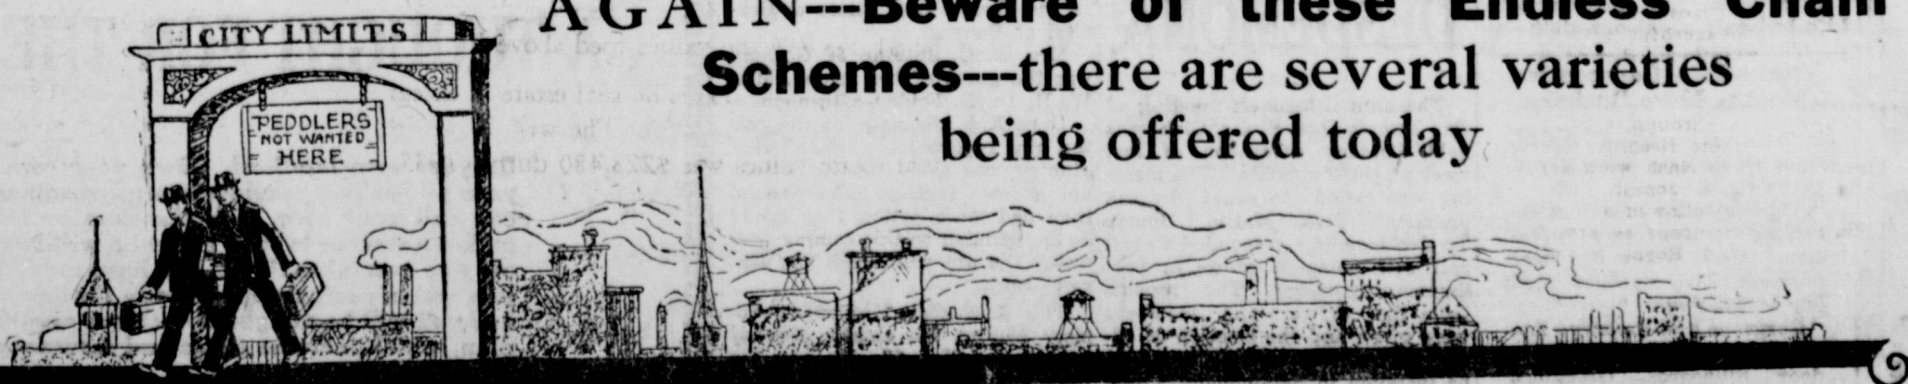 AGAIN---Beware of these Endless Chain
Schemes---there are several varieties
being offered today
CITY LIMITS
PEDDLERS
NOT WANTED
HERE